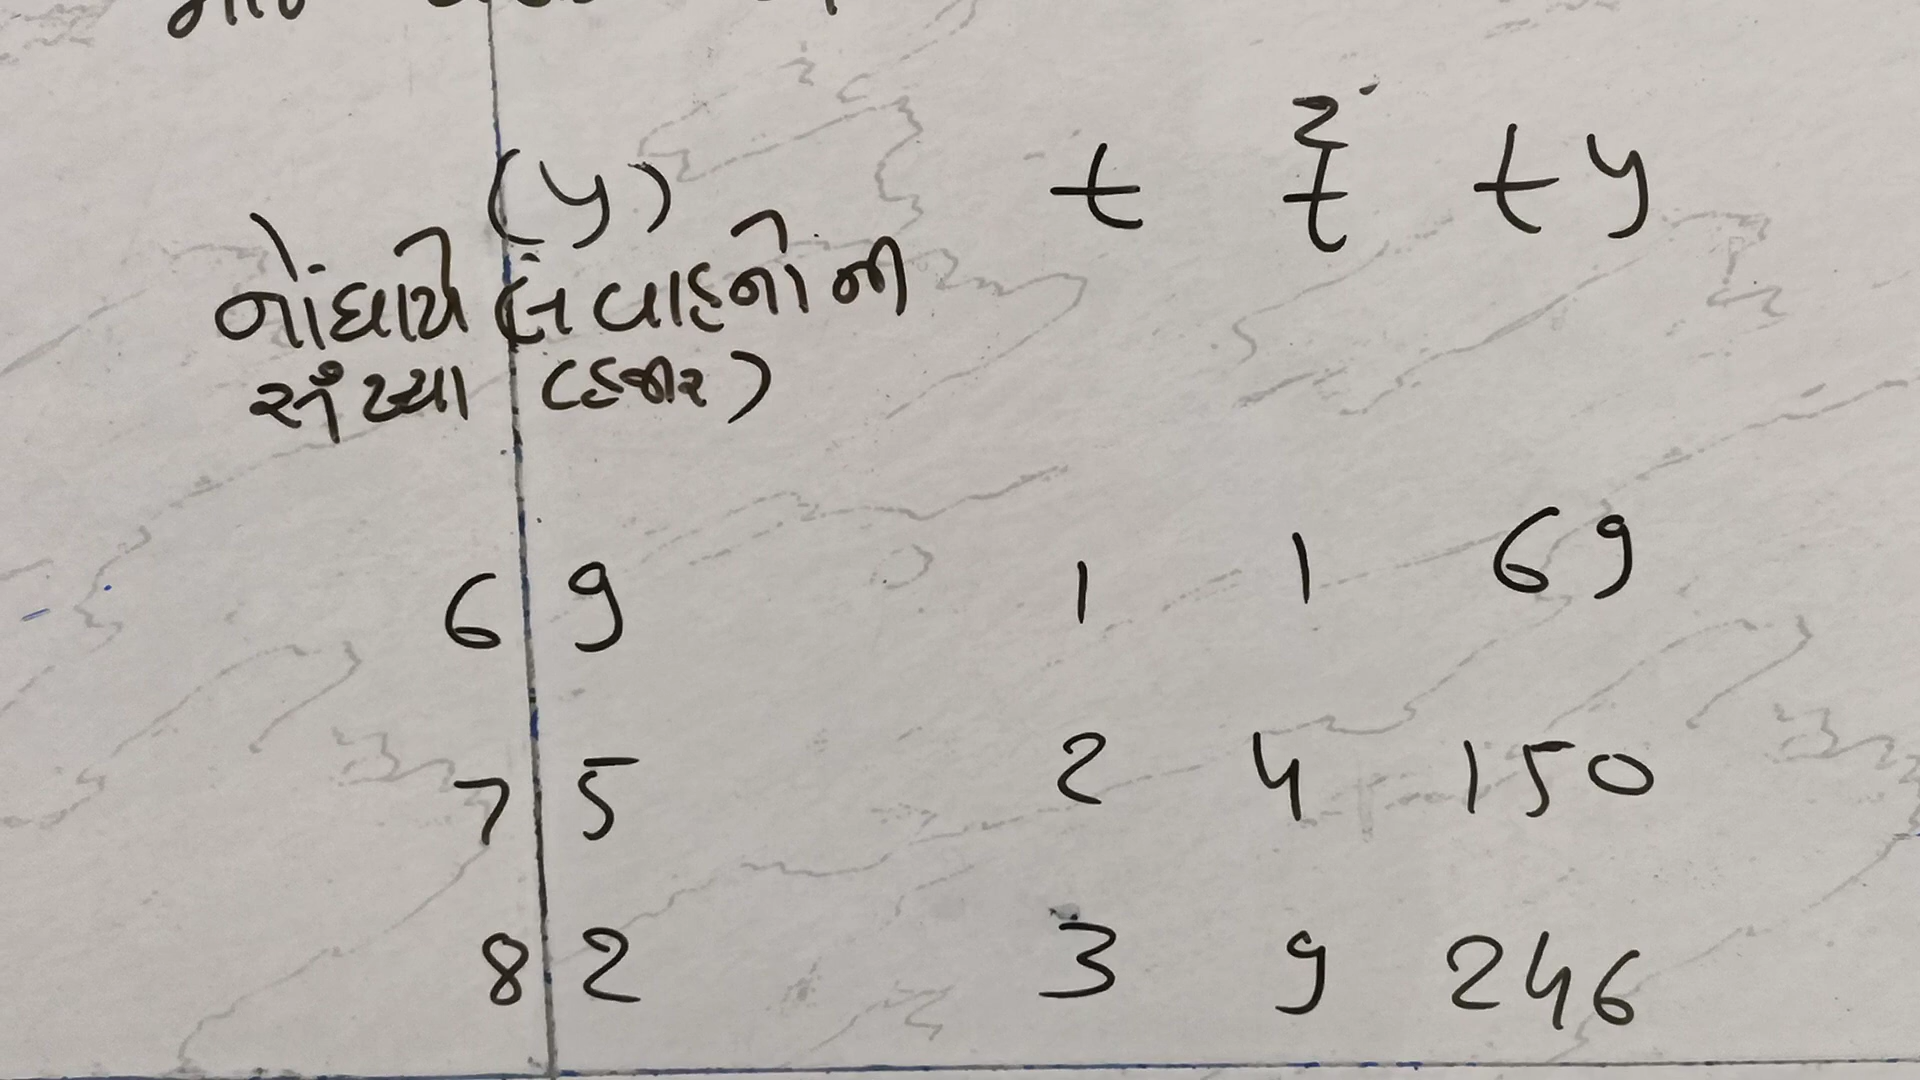 (y) t t² ty
નોંધાયેલ વાહનોની
સંખ્યા (હજાર)
69 1 1 69
75 2 4 150
82 3 9 246